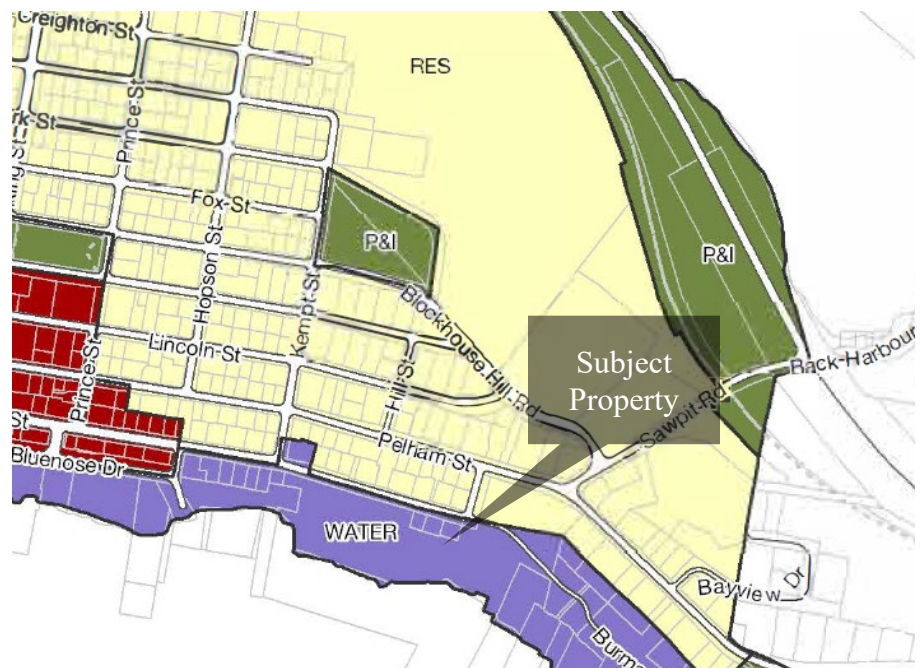 Creighton St
RES
Prince St
Fox St
P&I
P&I
Hopson St
Kempt St
Blockhouse Hill Rd
Back Harbour
Subject
Property
Lincoln St
Prince St
Hill St
Sawpit Rd
St
Pelham St
Bluenose Dr
WATER
Bayview Dr